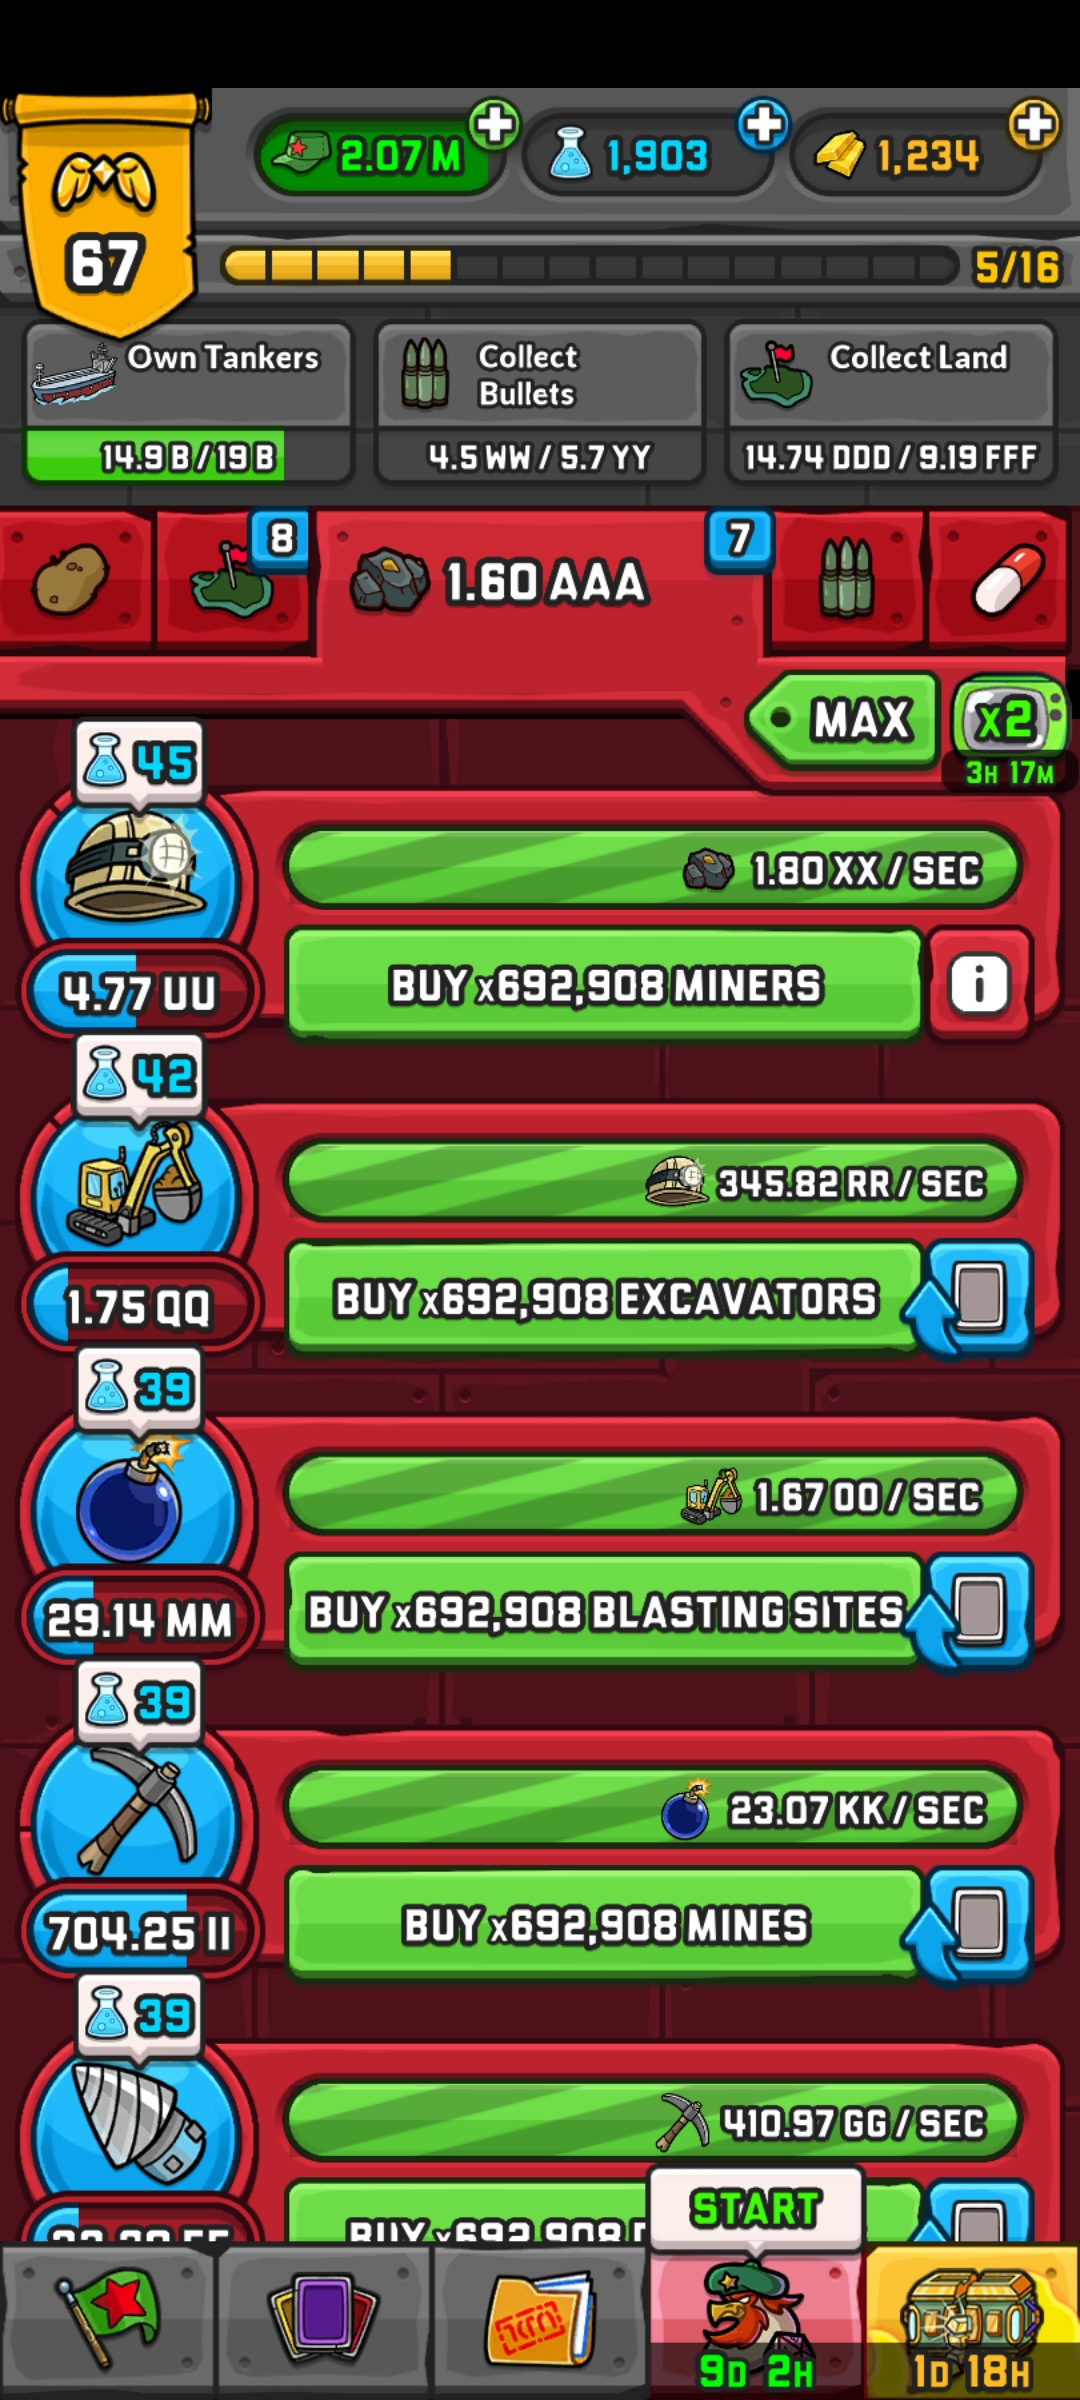 2.07 M
1,903
1,234
67
5/16
Own Tankers
14.9 B / 19 B
Collect
Bullets
4.5 WW / 5.7 YY
Collect Land
14.74 DDD / 9.19 FFF
8
1.60 AAA
7
MAX
x2
3H 17M
45
1.80 XX / SEC
4.77 UU
BUY x692,908 MINERS
i
42
345.82 RR / SEC
1.75 QQ
BUY x692,908 EXCAVATORS
39
1.67 OO / SEC
29.14 MM
BUY x692,908 BLASTING SITES
39
23.07 KK / SEC
704.25 II
BUY x692,908 MINES
39
410.97 GG / SEC
BUY x692,908
START
9D 2H
1D 18H